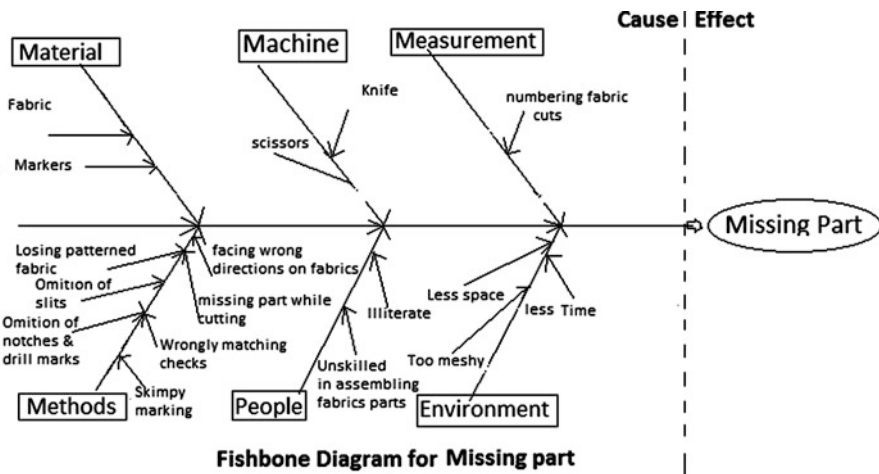 Cause Effect
Material
Machine
Measurement
Fabric
Markers
Knife
scissors
numbering fabric
cuts
Missing Part
Losing patterned
fabric
facing wrong
directions on fabrics
Omition of
slits
missing part while
cutting
Omition of
notches &
drill marks
Wrongly matching
checks
Skimpy
marking
Illiterate
Unskilled
in assembling
fabrics parts
Less space
less Time
Too meshy
Methods
People
Environment
Fishbone Diagram for Missing part